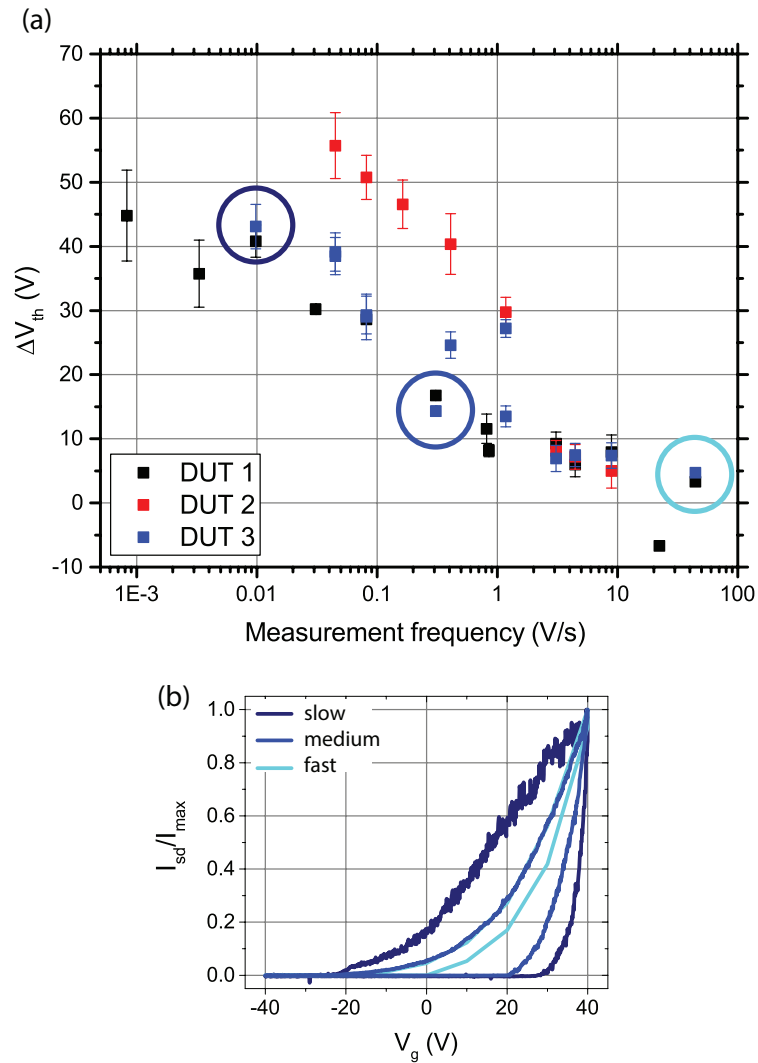 (a)
70
60
50
40
30
20
10
0
-10
ΔVth (V)
DUT 1
DUT 2
DUT 3
1E-3 0.01 0.1 1 10 100
Measurement frequency (V/s)
(b)
1.0
0.8
0.6
0.4
0.2
0.0
Isd/Imax
slow
medium
fast
-40 -20 0 20 40
Vg (V)